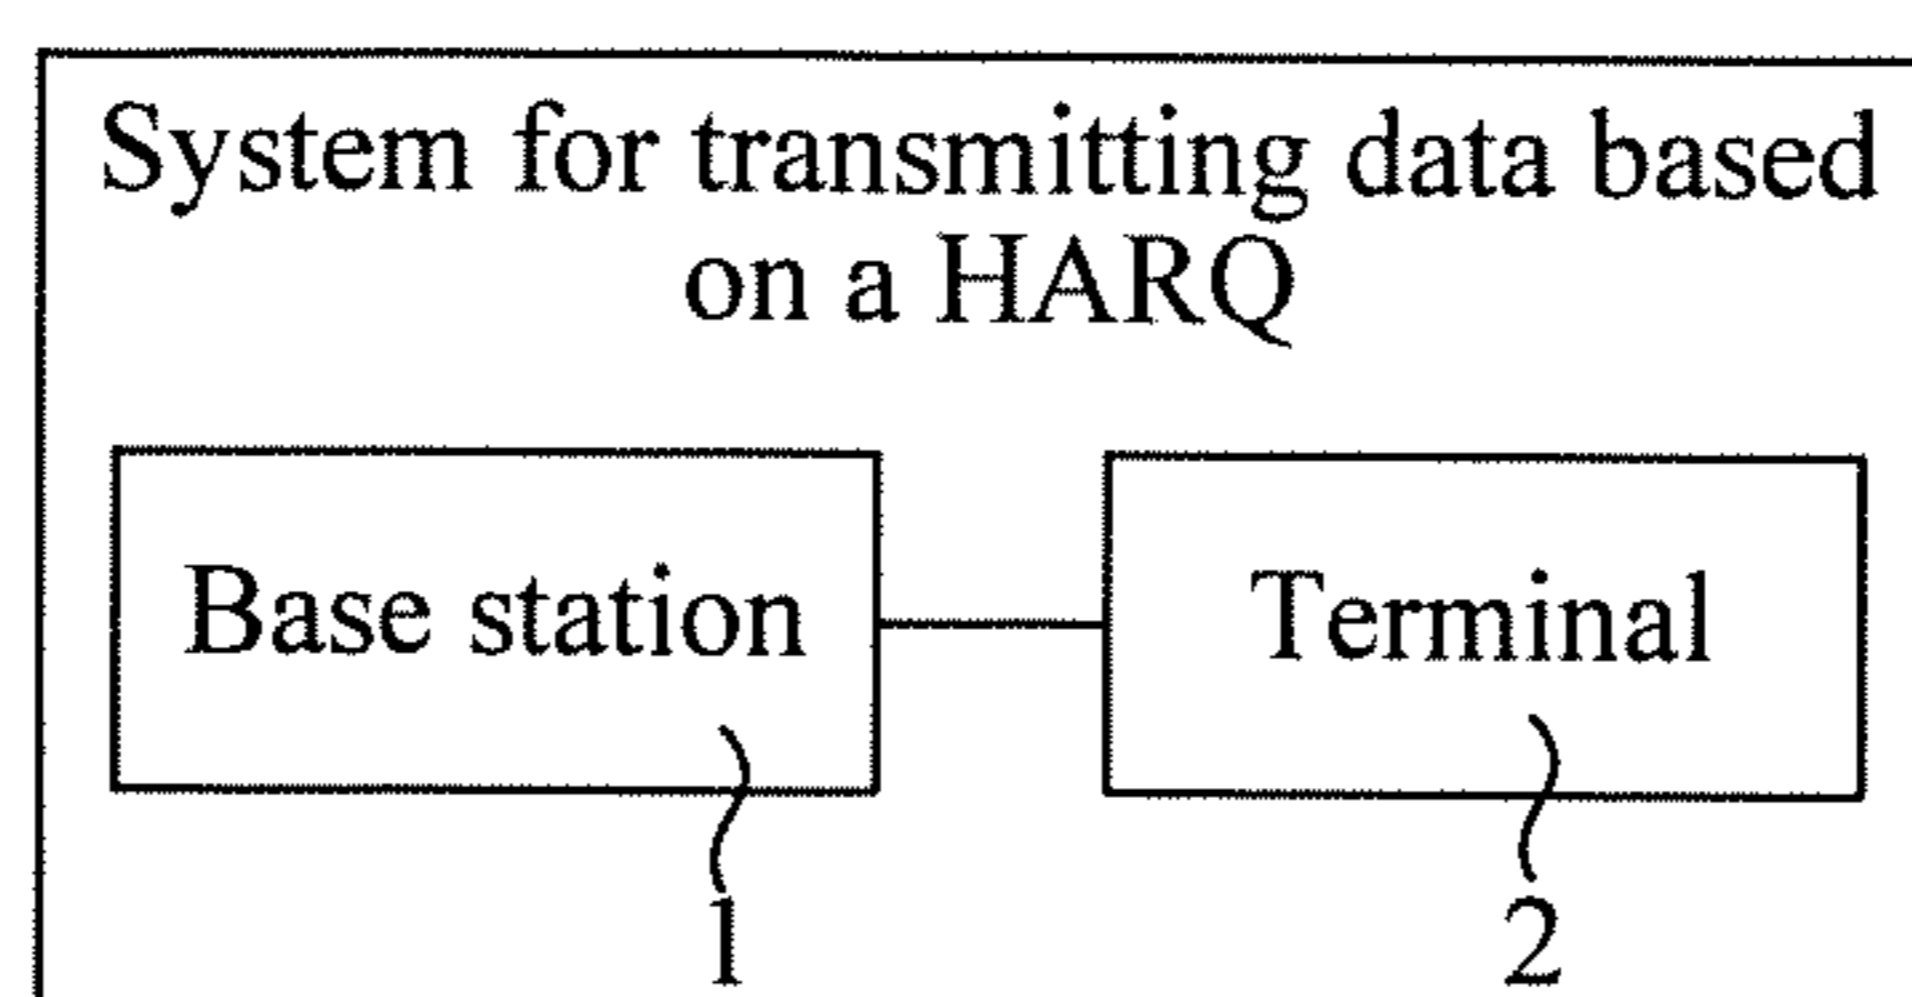 System for transmitting data based
on a HARQ
Base station
Terminal
1
2